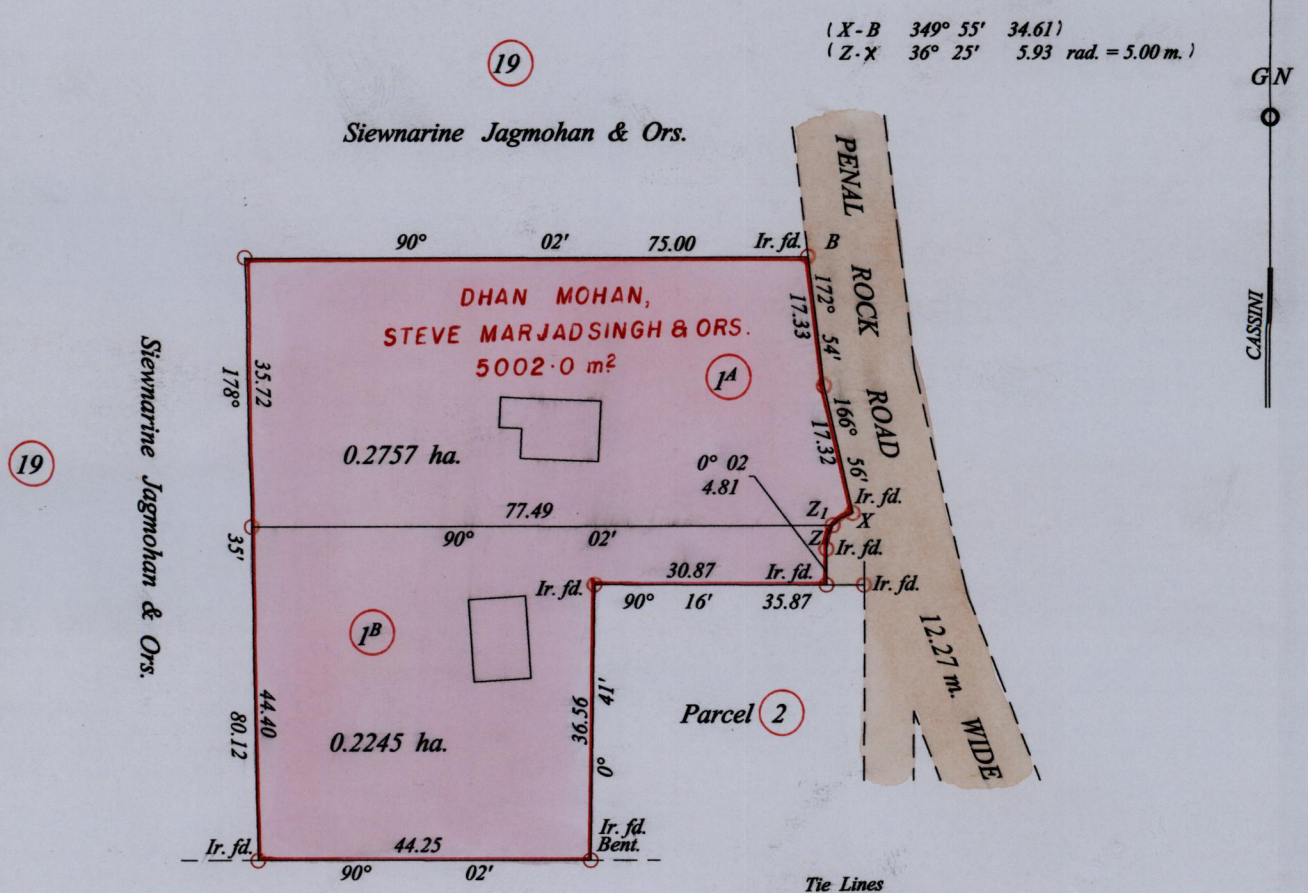 ( X - B 349° 55' 34.61 )
( Z - X 36° 25' 5.93 rad. = 5.00 m. )
GN
19
Siewnarine Jagmohan & Ors.
PENAL ROCK ROAD
90° 02' 75.00 Ir. fd. B
CASSINI
DHAN MOHAN,
STEVE MARJADSINGH & ORS.
5002·0 m²
172° 54'
17.33
1A
35.72
178°
Siewnarine Jagmohan & Ors.
166° 56'
17.32
19
0.2757 ha.
0° 02
4.81
Ir. fd.
77.49
Z1
X
90° 02'
35'
Z
Ir. fd.
30.87
Ir. fd.
Ir. fd.
Ir. fd.
90° 16' 35.87
1B
12.27 m. WIDE
44.40
80.12
0° 41'
36.56
Parcel 2
0.2245 ha.
Ir. fd.
Bent.
Ir. fd.
44.25
90° 02'
Tie Lines